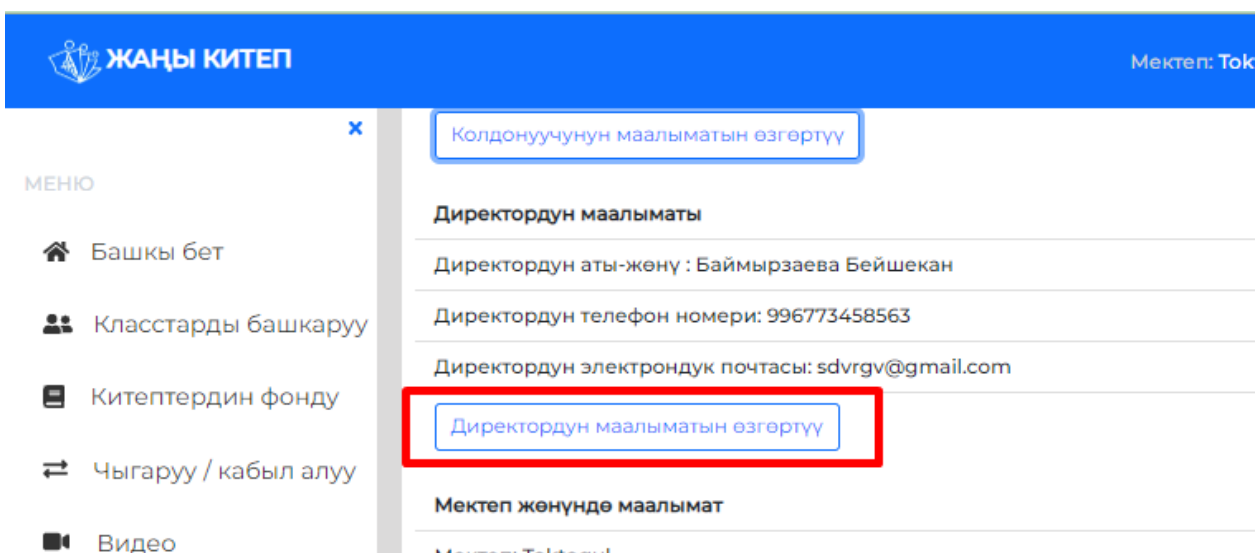 ЖАҢЫ КИТЕП
Мектеп: Tok
МЕНЮ
Башкы бет
Класстарды башкаруу
Китептердин фонду
Чыгаруу / кабыл алуу
Видео
Колдонуучунун маалыматын өзгөртүү
Директордун маалыматы
Директордун аты-жөнү : Баймырзаева Бейшекан
Директордун телефон номери: 996773458563
Директордун электрондук почтасы: sdvrgv@gmail.com
Директордун маалыматын өзгөртүү
Мектеп жөнүндө маалымат